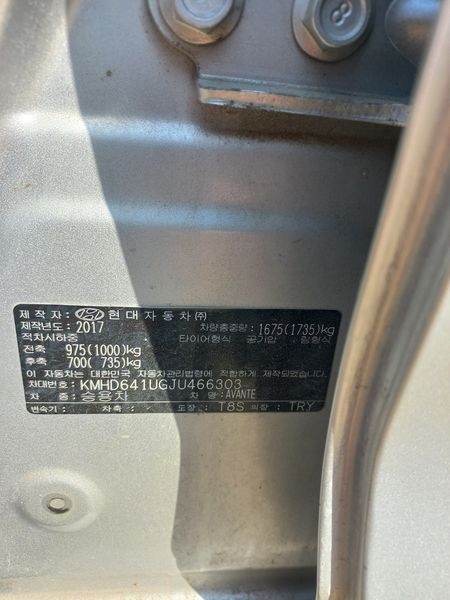 8
제 작 자 : 현 대 자 동 차 ㈜
제작년도 : 2017 차량총중량 : 1675(1735)kg
적차시하중 타이어형식 공기압 림형식
전축 975(1000)kg
후축 700( 735)kg
이 자동차는 대한민국 자동차관리법령에 적합하게 제작되었음
차대번호: KMHD641UGJU466303
차 종 : 승용차 차 명 : AVANTE
변속기 / 차축 / 도장 T8S 의장 TRY